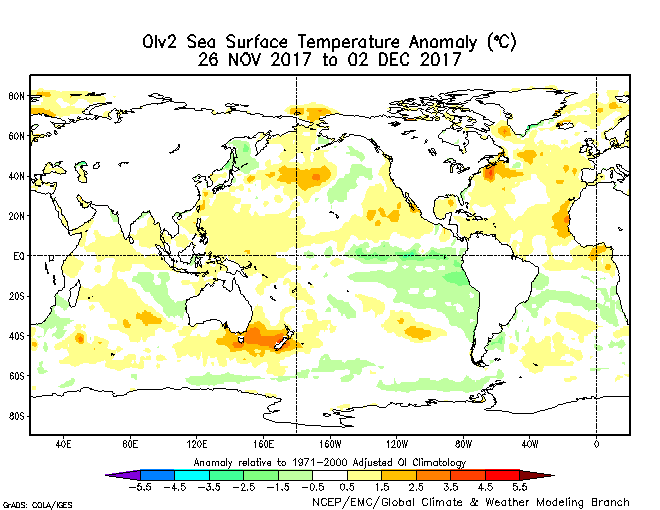 OIv2 Sea Surface Temperature Anomaly (°C)
26 NOV 2017 to 02 DEC 2017
80N
60N
40N
20N
EQ
20S
40S
60S
80S
40E 80E 120E 160E 160W 120W 80W 40W 0
Anomaly relative to 1971-2000 Adjusted OI Climatology
-5.5 -4.5 -3.5 -2.5 -1.5 -0.5 0.5 1.5 2.5 3.5 4.5 5.5
NCEP/EMC/Global Climate & Weather Modeling Branch
GrADS: COLA/IGES